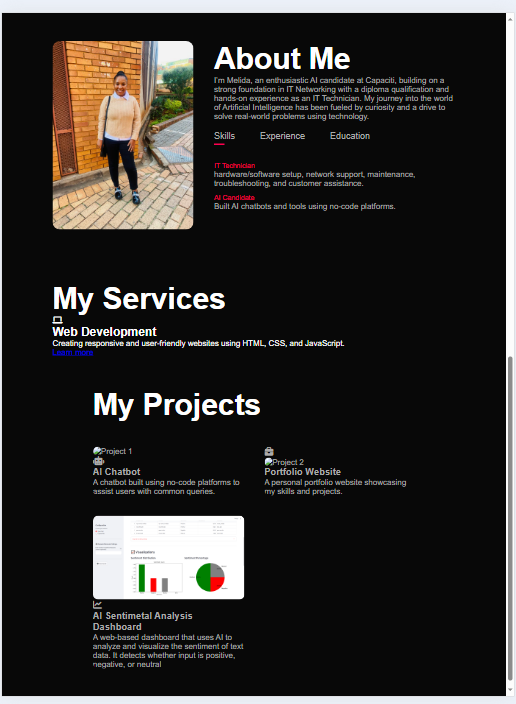 About Me
I'm Melida, an enthusiastic AI candidate at Capaciti, building on a
strong foundation in IT Networking with a diploma qualification and
hands-on experience as an IT Technician. My journey into the world
of Artificial Intelligence has been fueled by curiosity and a drive to
solve real-world problems using technology.
Skills Experience Education
IT Technician
hardware/software setup, network support, maintenance,
troubleshooting, and customer assistance.
AI Candidate
Built AI chatbots and tools using no-code platforms.
My Services
Web Development
Creating responsive and user-friendly websites using HTML, CSS, and JavaScript.
Learn more
My Projects
Project 1
AI Chatbot
A chatbot built using no-code platforms to
assist users with common queries.
Project 2
Portfolio Website
A personal portfolio website showcasing
my skills and projects.
AI Sentimetal Analysis
Dashboard
A web-based dashboard that uses AI to
analyze and visualize the sentiment of text
data. It detects whether input is positive,
negative, or neutral